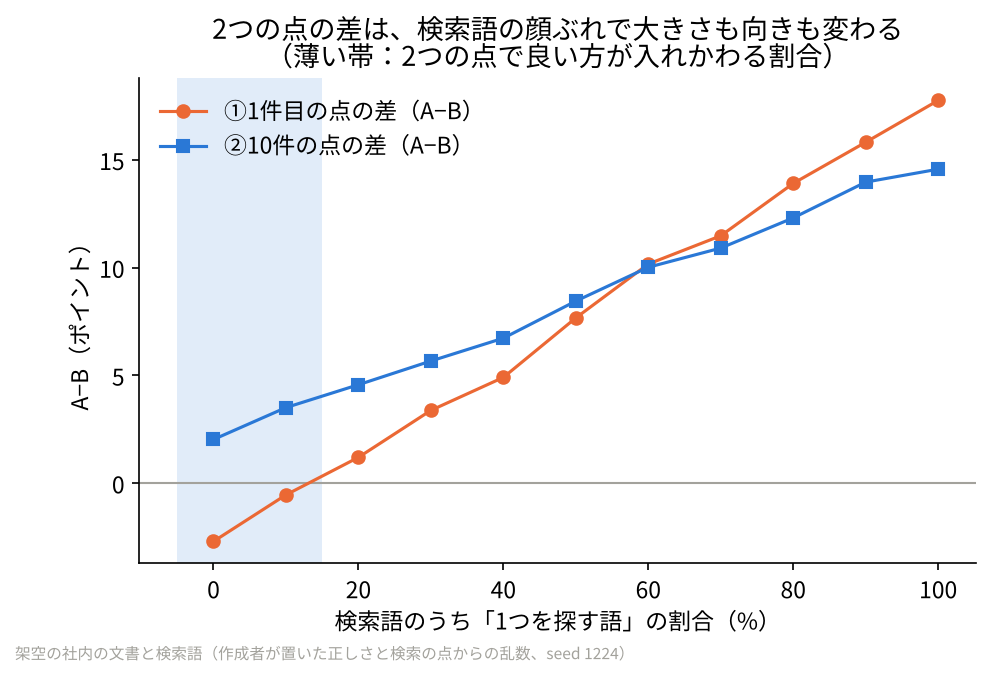 2つの点の差は、検索語の顔ぶれで大きさも向きも変わる
（薄い帯：2つの点で良い方が入れかわる割合）
①1件目の点の差（A−B）
②10件の点の差（A−B）
A−B（ポイント）
15
10
5
0
0 20 40 60 80 100
検索語のうち「1つを探す語」の割合（%）
架空の社内の文書と検索語（作成者が置いた正しさと検索の点からの乱数、seed 1224）